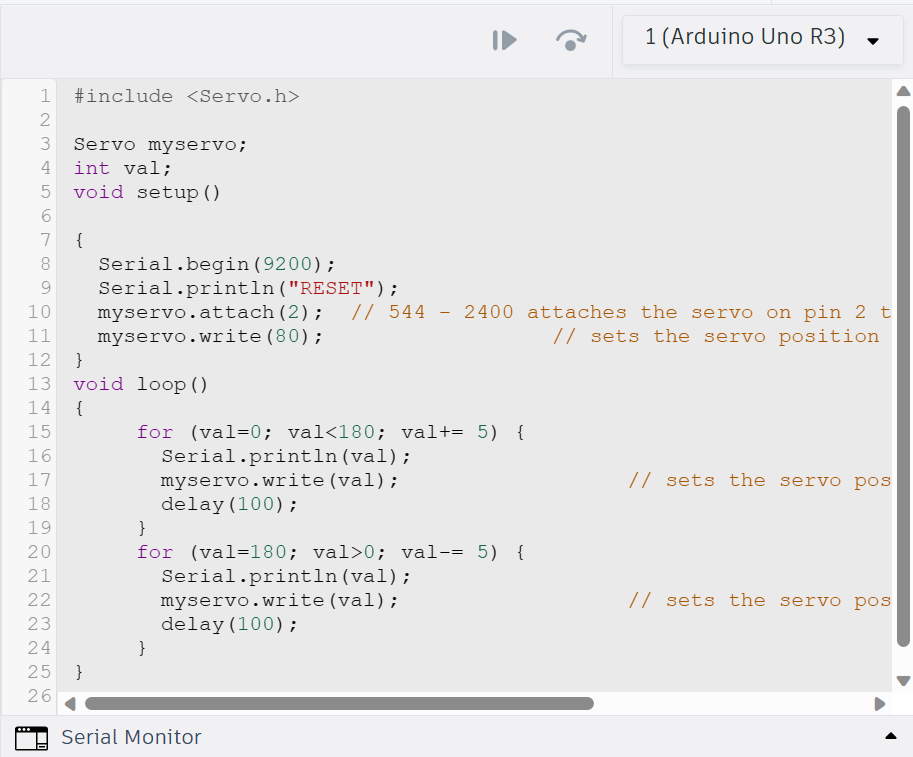 1 (Arduino Uno R3)
1 #include <Servo.h>
2
3 Servo myservo;
4 int val;
5 void setup()
6
7 {
8 Serial.begin(9200);
9 Serial.println("RESET");
10 myservo.attach(2); // 544 - 2400 attaches the servo on pin 2 t
11 myservo.write(80); // sets the servo position
12 }
13 void loop()
14 {
15 for (val=0; val<180; val+= 5) {
16 Serial.println(val);
17 myservo.write(val); // sets the servo pos
18 delay(100);
19 }
20 for (val=180; val>0; val-= 5) {
21 Serial.println(val);
22 myservo.write(val); // sets the servo pos
23 delay(100);
24 }
25 }
26
Serial Monitor